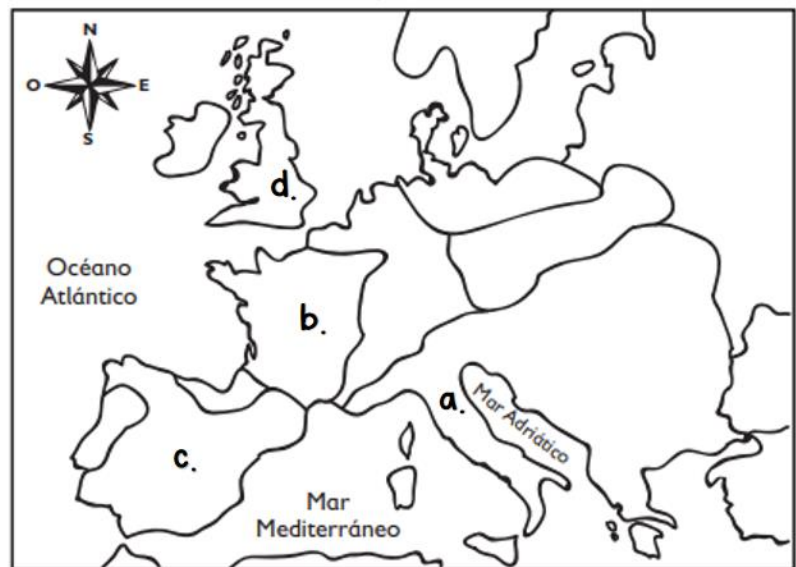 N
O
E
S
d.
Océano
Atlántico
b.
a.
Mar Adriático
c.
Mar
Mediterráneo